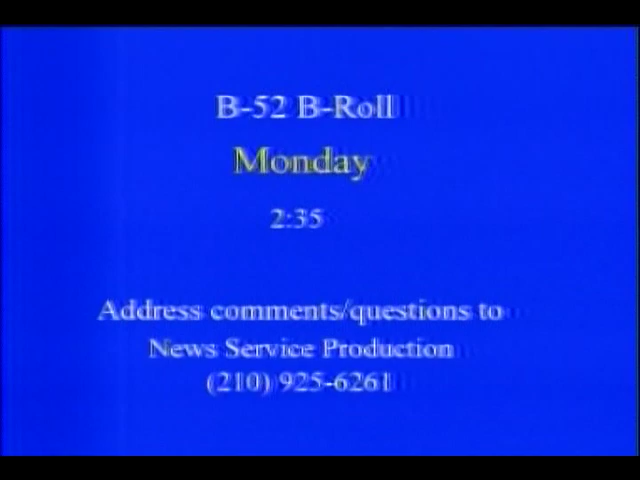 B-52 B-Roll
Monday
2:35
Address comments/questions to
News Service Production
(210) 925-6261